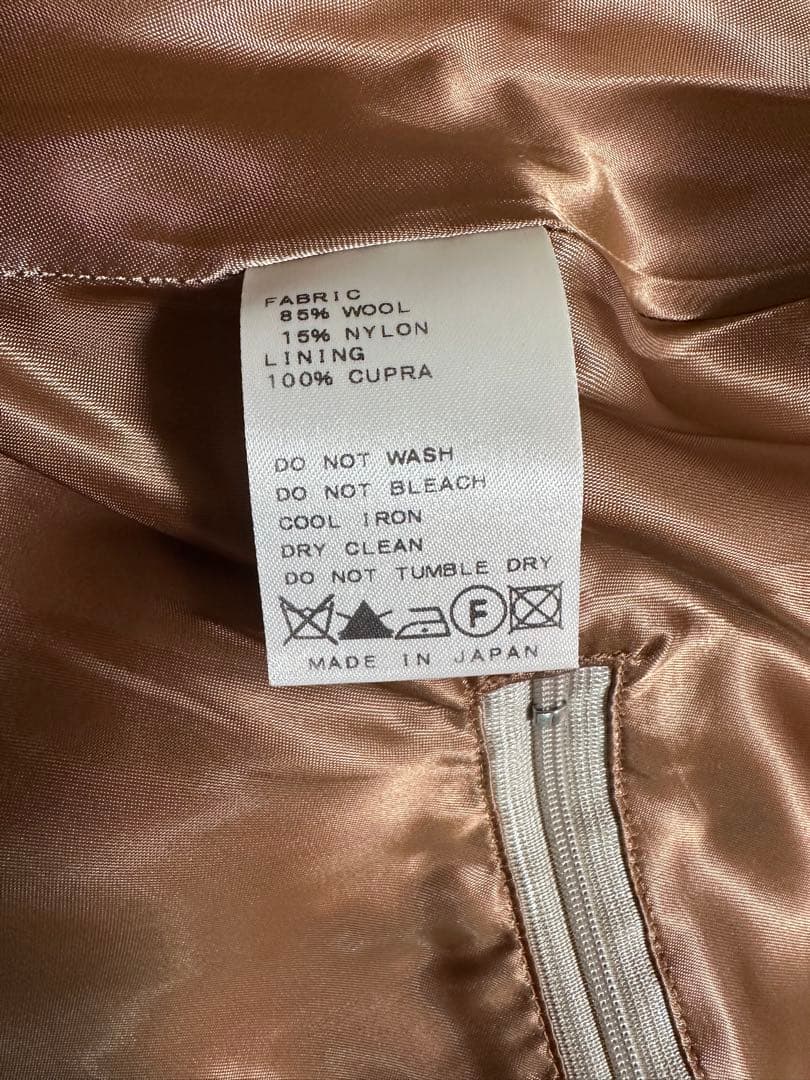 FABRIC
85% WOOL
15% NYLON
LINING
100% CUPRA
DO NOT WASH
DO NOT BLEACH
COOL IRON
DRY CLEAN
DO NOT TUMBLE DRY
F
MADE IN JAPAN